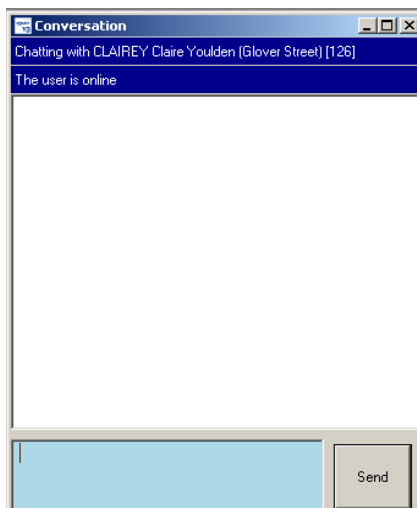 Conversation
Chatting with CLAIREY Claire Youlden (Glover Street) [126]
The user is online
Send